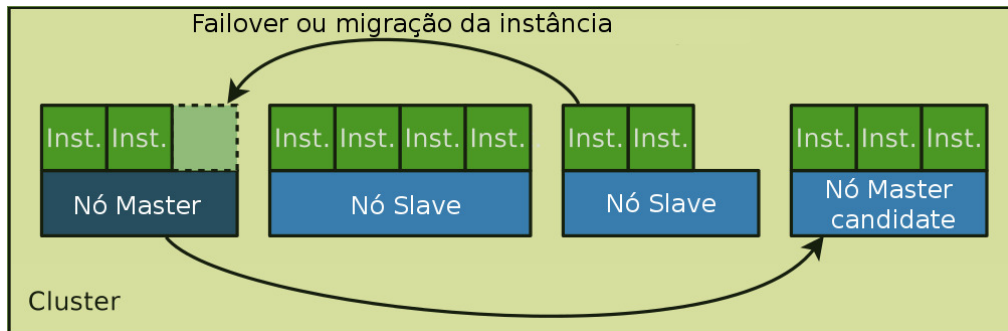 Failover ou migração da instância
Inst. Inst.
Inst. Inst. Inst. Inst.
Inst. Inst.
Inst. Inst. Inst.
Nó Master
Nó Slave
Nó Slave
Nó Master
candidate
Cluster